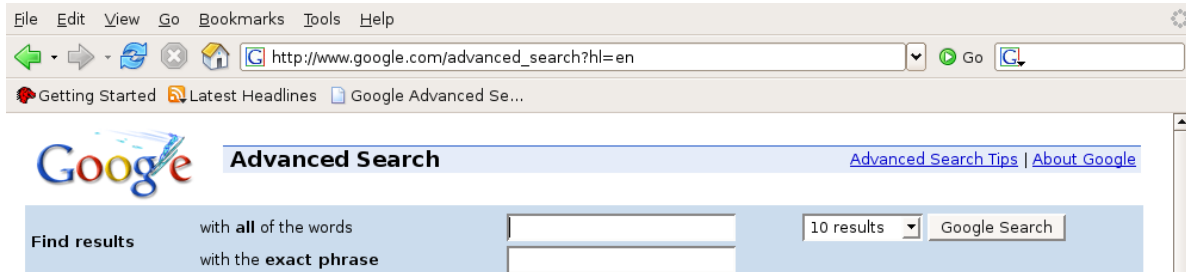 File Edit View Go Bookmarks Tools Help
G http://www.google.com/advanced_search?hl=en Go G
Getting Started Latest Headlines Google Advanced Se...
Google Advanced Search Advanced Search Tips | About Google
Find results
with all of the words 10 results Google Search
with the exact phrase